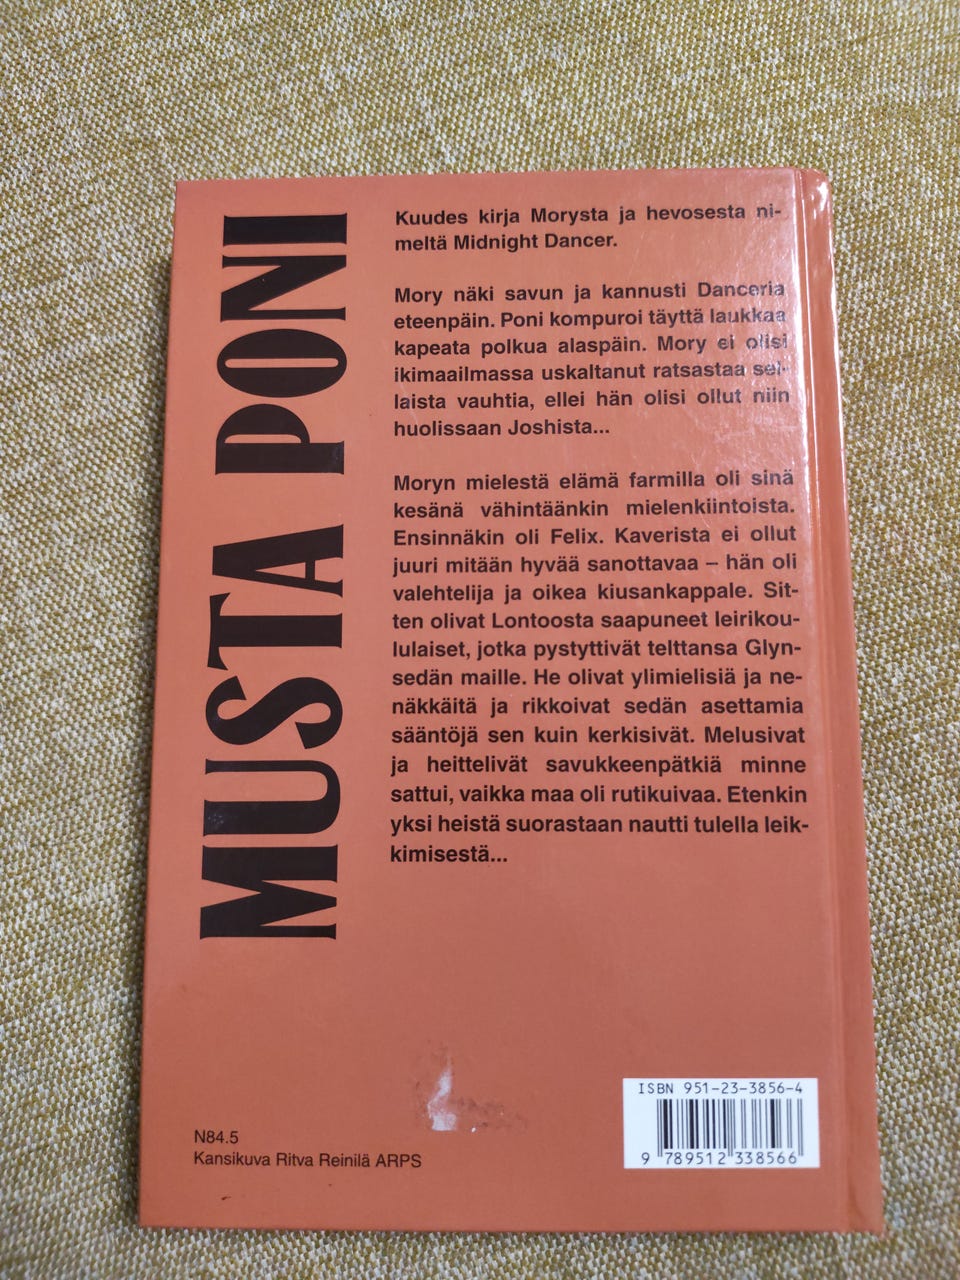 MUSTA PONI
Kuudes kirja Morysta ja hevosesta ni-
meltä Midnight Dancer.
Mory näki savun ja kannusti Danceria
eteenpäin. Poni kompuroi täyttä laukkaa
kapeata polkua alaspäin. Mory ei olisi
ikimaailmassa uskaltanut ratsastaa sel-
laista vauhtia, ellei hän olisi ollut niin
huolissaan Joshista...
Moryn mielestä elämä farmilla oli sinä
kesänä vähintäänkin mielenkiintoista.
Ensinnäkin oli Felix. Kaverista ei ollut
juuri mitään hyvää sanottavaa – hän oli
valehtelija ja oikea kiusankappale. Sit-
ten olivat Lontoosta saapuneet leirikou-
lulaiset, jotka pystyttivät telttansa Glyn-
sedän maille. He olivat ylimielisiä ja ne-
näkkäitä ja rikkoivat sedän asettamia
sääntöjä sen kuin kerkisivät. Melusivat
ja heittelivät savukkeenpätkiä minne
sattui, vaikka maa oli rutikuivaa. Etenkin
yksi heistä suorastaan nautti tulella leik-
kimisestä...
ISBN 951-23-3856-4
9 789512 338566
N84.5
Kansikuva Ritva Reinilä ARPS